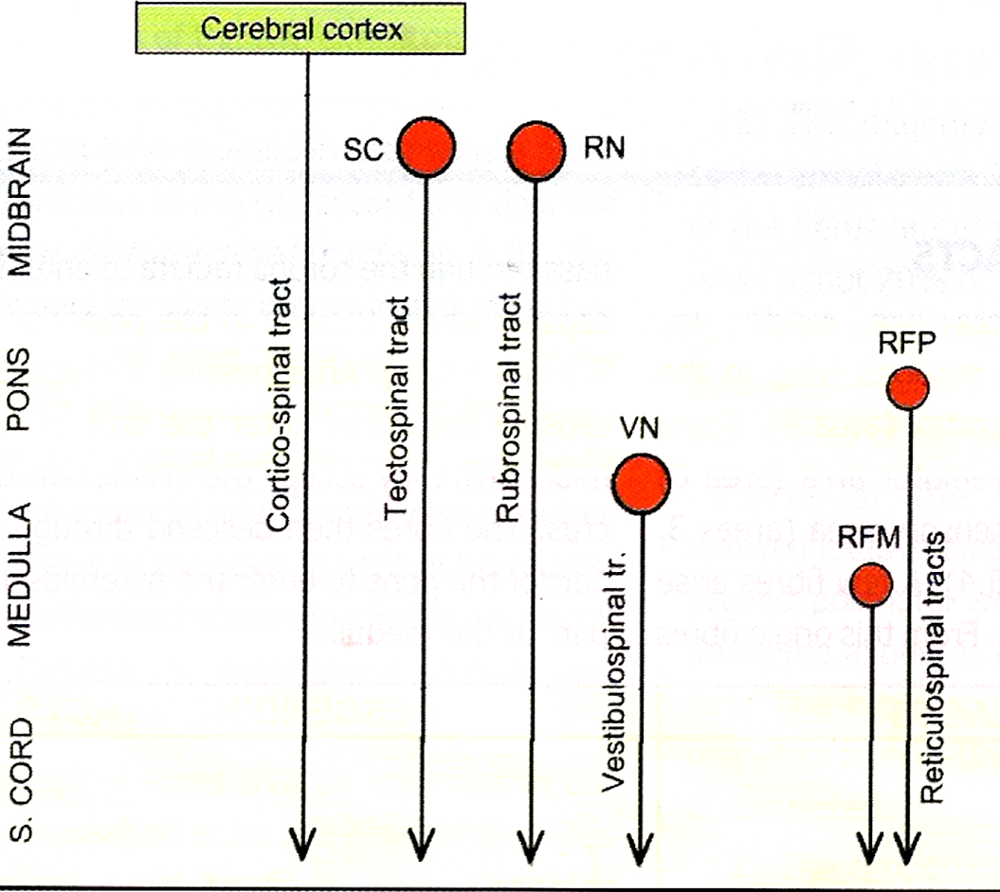 Cerebral cortex
SC
RN
MIDBRAIN
Cortico-spinal tract
Tectospinal tract
Rubrospinal tract
PONS
RFP
VN
MEDULLA
RFM
Vestibulospinal tr.
Reticulospinal tracts
S. CORD